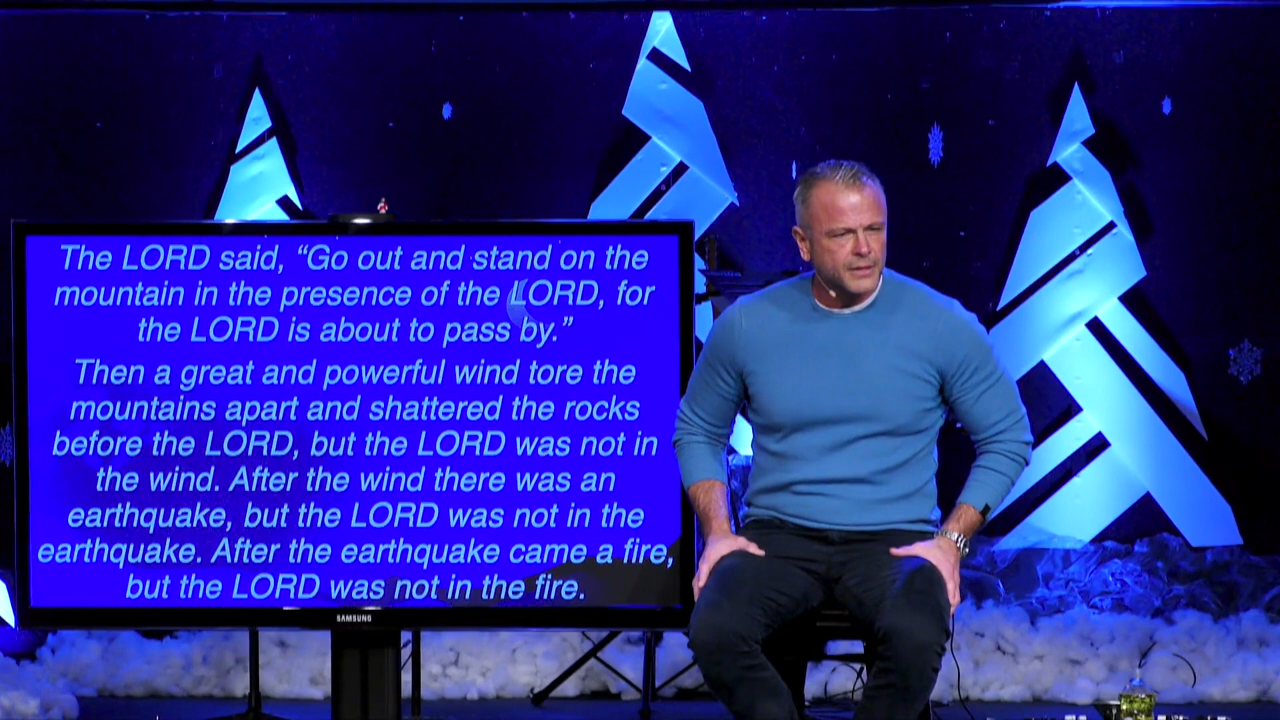 The LORD said, “Go out and stand on the
mountain in the presence of the LORD, for
the LORD is about to pass by.”
Then a great and powerful wind tore the
mountains apart and shattered the rocks
before the LORD, but the LORD was not in
the wind. After the wind there was an
earthquake, but the LORD was not in the
earthquake. After the earthquake came a fire,
but the LORD was not in the fire.
SAMSUNG